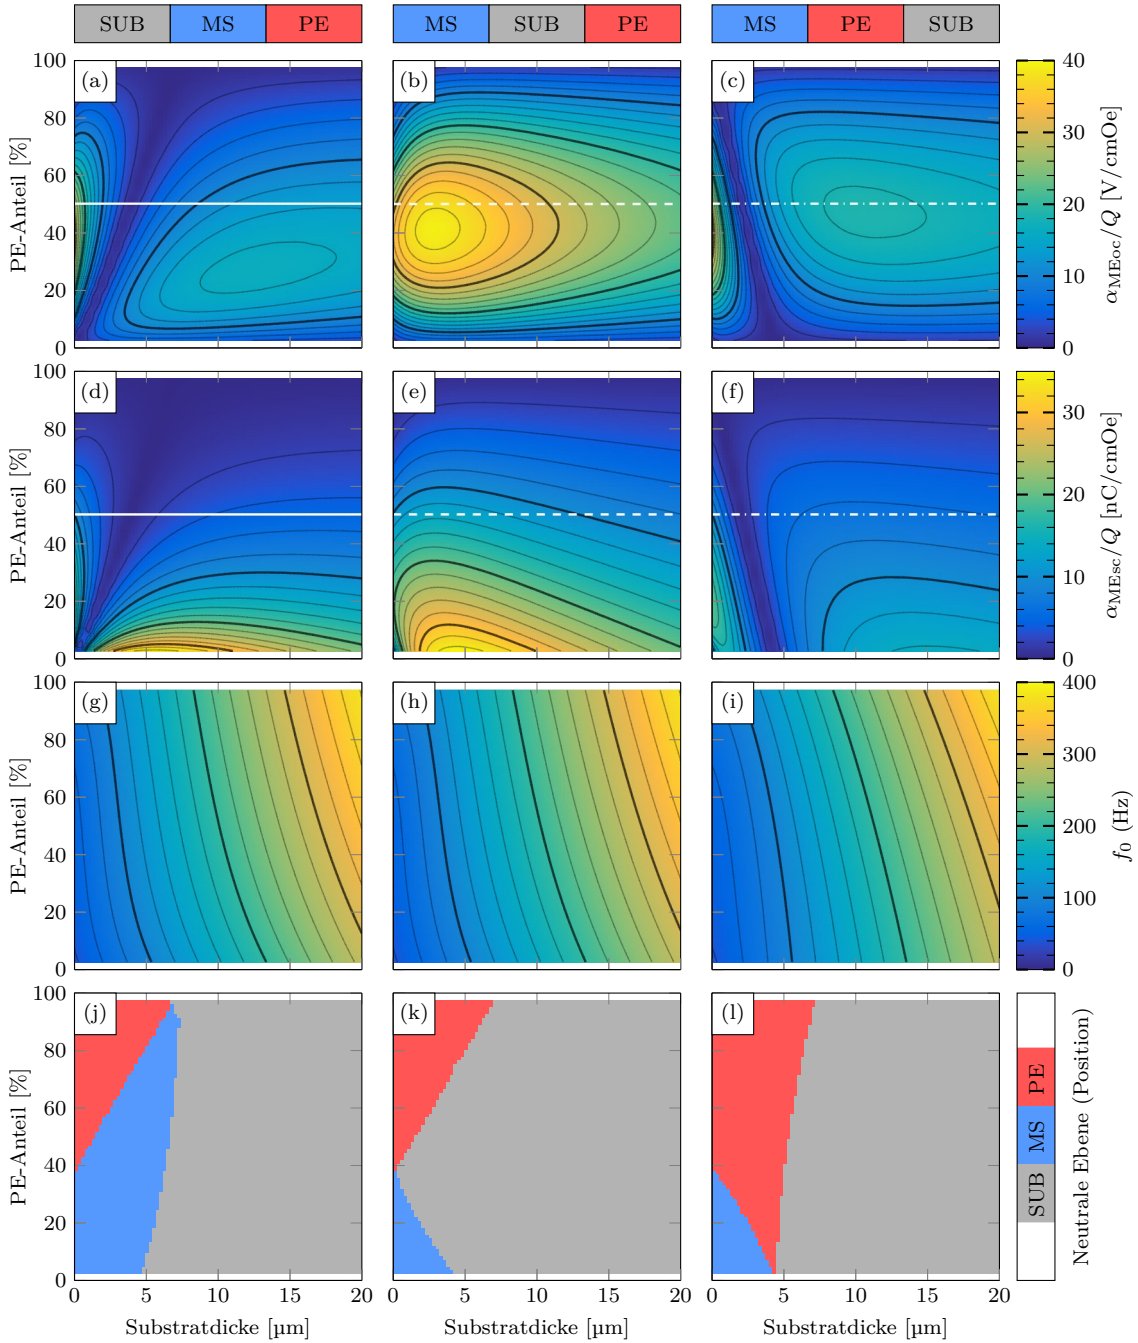 SUB MS PE MS SUB PE MS PE SUB
(a) (b) (c)
100
80
60
40
20
0
PE-Anteil [%]
40
30
20
10
0
α_MEoc/Q [V/cmOe]
(d) (e) (f)
100
80
60
40
20
0
PE-Anteil [%]
30
20
10
0
α_MEsc/Q [nC/cmOe]
(g) (h) (i)
100
80
60
40
20
0
PE-Anteil [%]
400
300
200
100
0
f_0 (Hz)
(j) (k) (l)
100
80
60
40
20
0
PE-Anteil [%]
PE
MS
SUB
Neutrale Ebene (Position)
0 5 10 15 20 0 5 10 15 20 0 5 10 15 20
Substratdicke [µm] Substratdicke [µm] Substratdicke [µm]